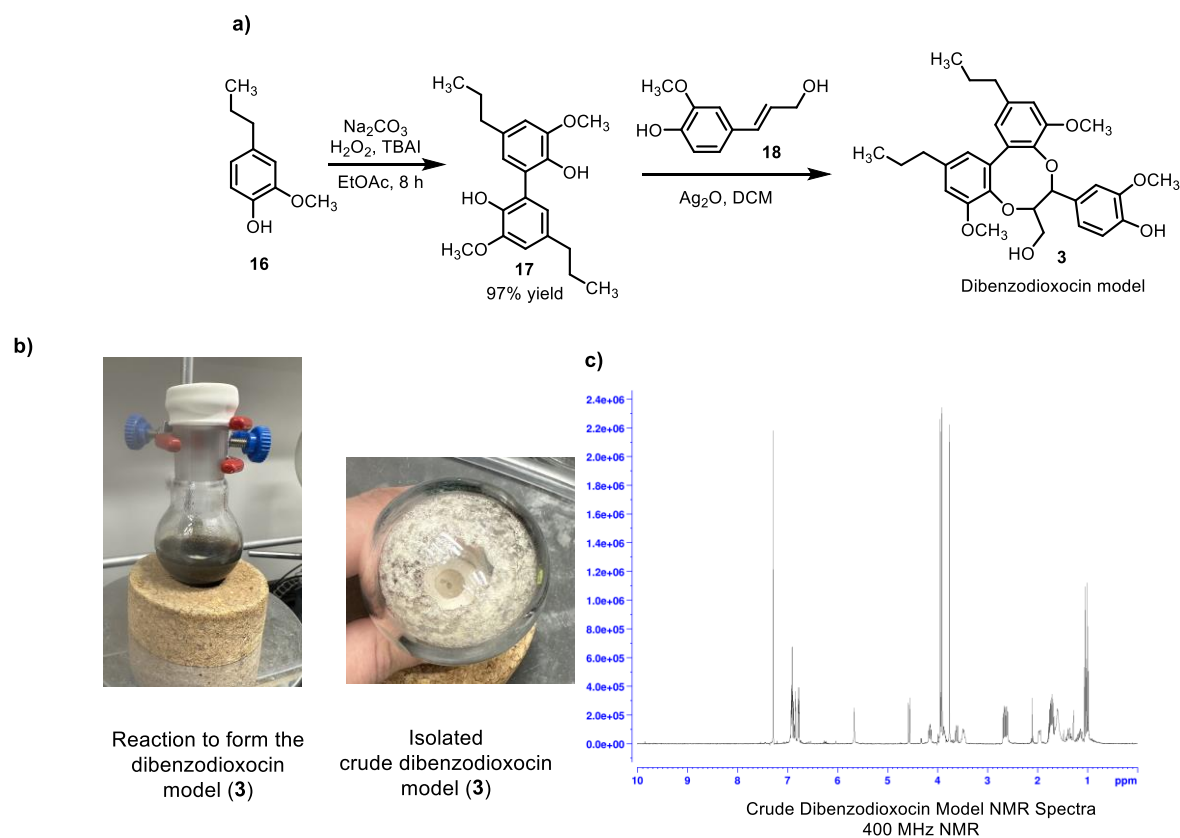 a)
CH₃
OCH₃
OH
16
Na₂CO₃
H₂O₂, TBAI
EtOAc, 8 h
H₃C
OCH₃
OH
HO
H₃CO
CH₃
17
97% yield
H₃CO
HO
OH
18
Ag₂O, DCM
H₃C
OCH₃
H₃C
O
O
OCH₃
OCH₃
OH
HO
3
Dibenzodioxocin model
b)
Reaction to form the
dibenzodioxocin
model (3)
Isolated
crude dibenzodioxocin
model (3)
c)
2.4e+06
2.2e+06
2.0e+06
1.8e+06
1.6e+06
1.4e+06
1.2e+06
1.0e+06
8.0e+05
6.0e+05
4.0e+05
2.0e+05
0.0e+00
10 9 8 7 6 5 4 3 2 1 ppm
Crude Dibenzodioxocin Model NMR Spectra
400 MHz NMR